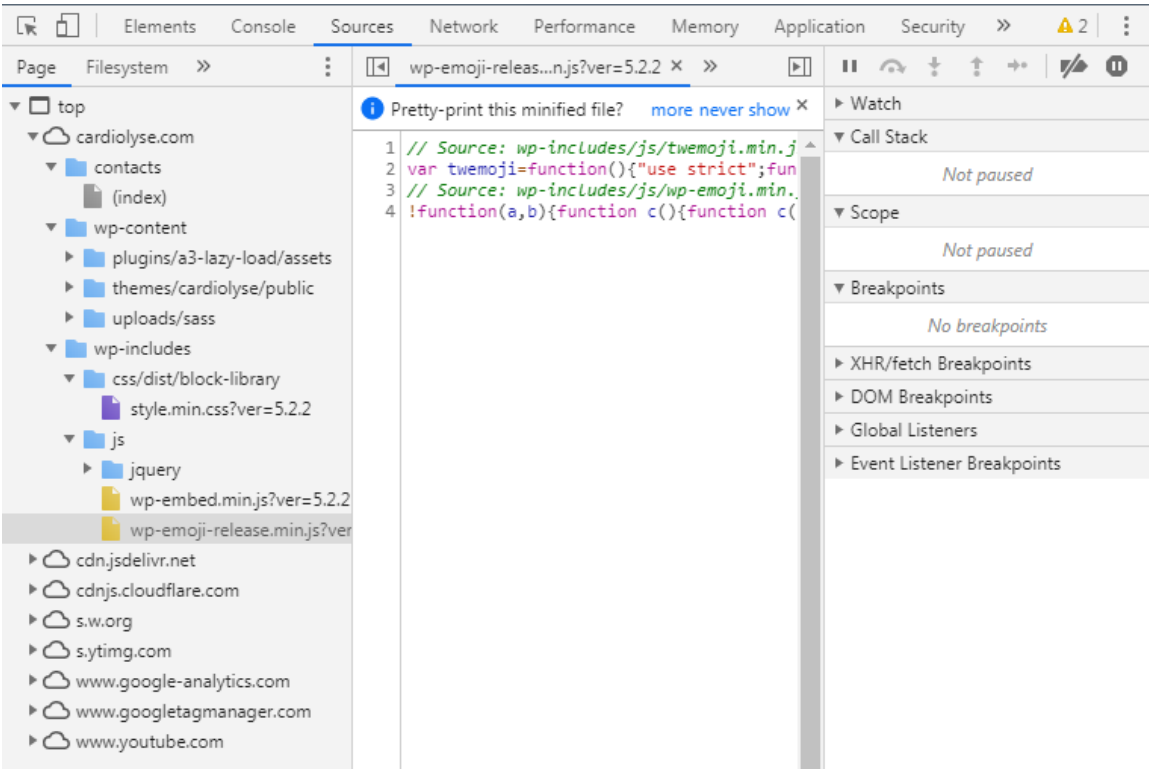 Elements Console Sources Network Performance Memory Application Security » 2
Page Filesystem »
wp-emoji-releas...n.js?ver=5.2.2 × »
top
cardiolyse.com
contacts
(index)
wp-content
plugins/a3-lazy-load/assets
themes/cardiolyse/public
uploads/sass
wp-includes
css/dist/block-library
style.min.css?ver=5.2.2
js
jquery
wp-embed.min.js?ver=5.2.2
wp-emoji-release.min.js?ver
cdn.jsdelivr.net
cdnjs.cloudflare.com
s.w.org
s.ytimg.com
www.google-analytics.com
www.googletagmanager.com
www.youtube.com
Pretty-print this minified file? more never show ×
1 // Source: wp-includes/js/twemoji.min.j
2 var twemoji=function(){"use strict";fun
3 // Source: wp-includes/js/wp-emoji.min.
4 !function(a,b){function c(){function c(
Watch
Call Stack
Not paused
Scope
Not paused
Breakpoints
No breakpoints
XHR/fetch Breakpoints
DOM Breakpoints
Global Listeners
Event Listener Breakpoints